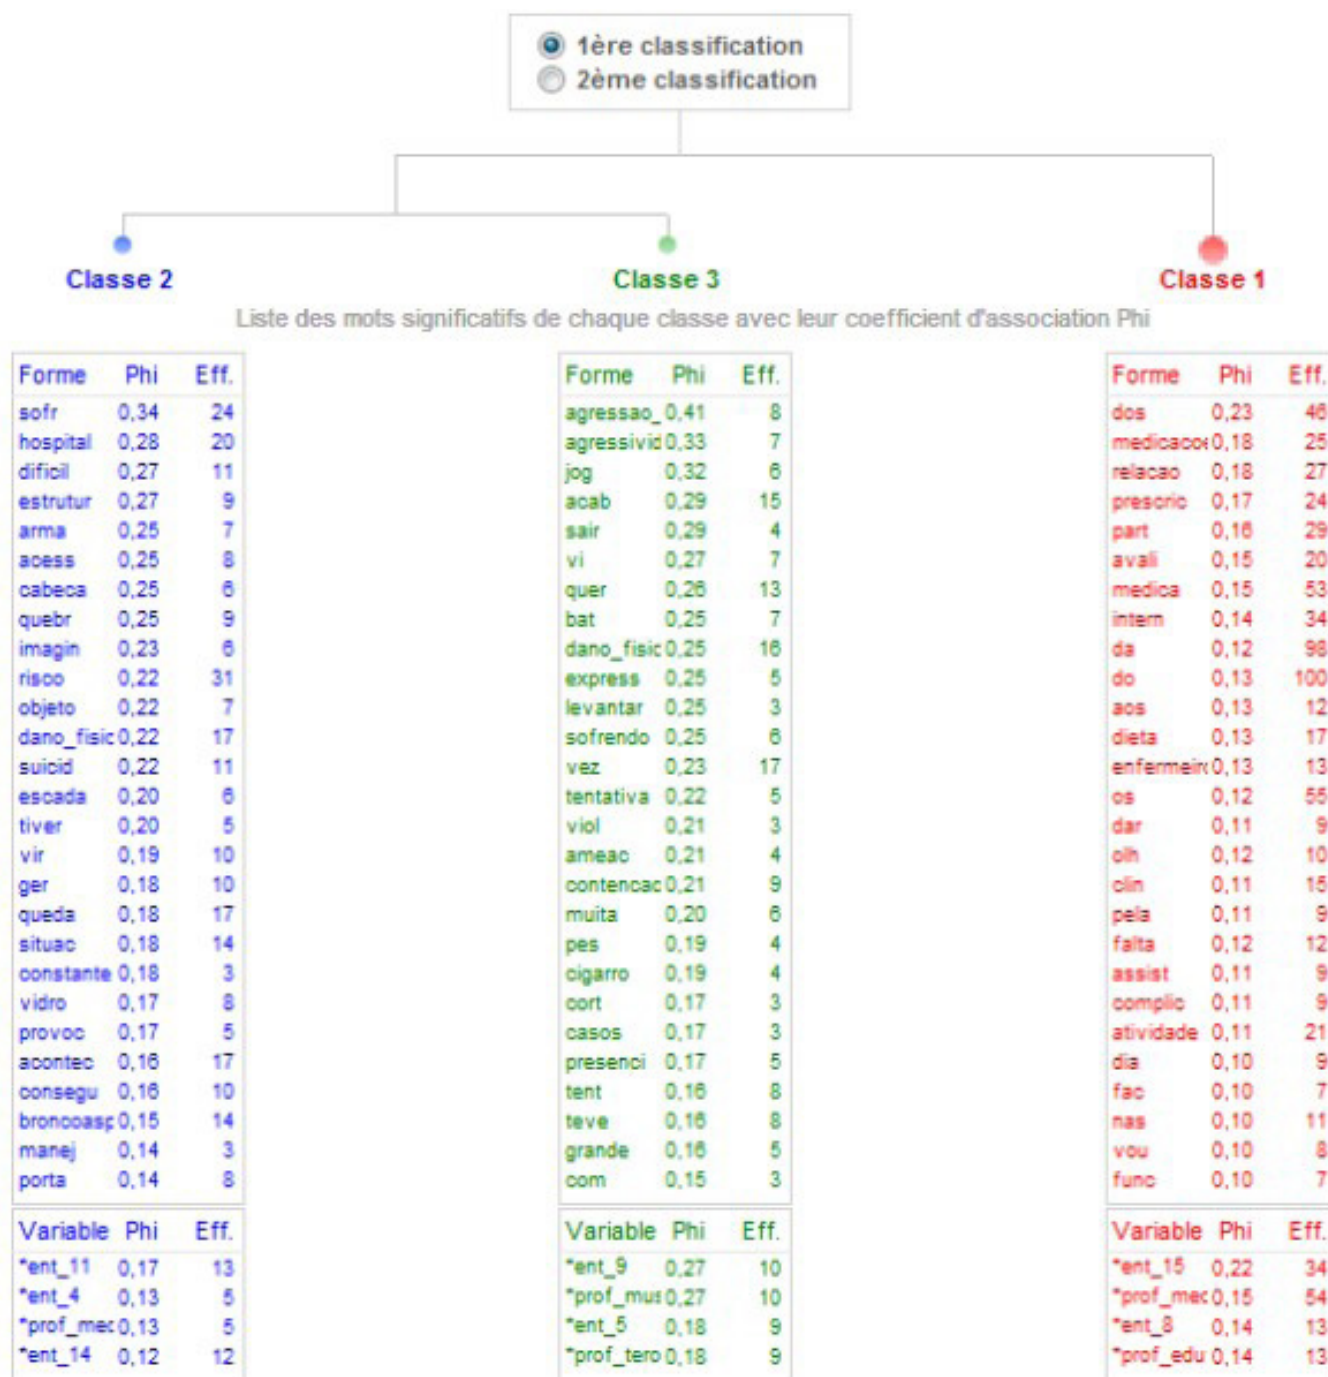 1ère classification
2ème classification
Classe 2
Classe 3
Classe 1
Liste des mots significatifs de chaque classe avec leur coefficient d'association Phi
Forme Phi Eff.
sofr 0,34 24
hospital 0,28 20
dificil 0,27 11
estrutur 0,27 9
arma 0,25 7
acess 0,25 8
cabeca 0,25 6
quebr 0,25 9
imagin 0,23 6
risco 0,22 31
objeto 0,22 7
dano_fisic 0,22 17
suicid 0,22 11
escada 0,20 6
tiver 0,20 5
vir 0,19 10
ger 0,18 10
queda 0,18 17
situac 0,18 14
constante 0,18 3
vidro 0,17 8
provoc 0,17 5
acontec 0,16 17
consegu 0,16 10
broncoasp 0,15 14
manej 0,14 3
porta 0,14 8
Variable Phi Eff.
*ent_11 0,17 13
*ent_4 0,13 5
*prof_mec 0,13 5
*ent_14 0,12 12
Forme Phi Eff.
agressao_ 0,41 8
agressivid 0,33 7
jog 0,32 6
acab 0,29 15
sair 0,29 4
vi 0,27 7
quer 0,26 13
bat 0,25 7
dano_fisic 0,25 16
express 0,25 5
levantar 0,25 3
sofrendo 0,25 6
vez 0,23 17
tentativa 0,22 5
viol 0,21 3
ameac 0,21 4
contencao 0,21 9
muita 0,20 6
pes 0,19 4
cigarro 0,19 4
cort 0,17 3
casos 0,17 3
presenci 0,17 5
tent 0,16 8
teve 0,16 8
grande 0,16 5
com 0,15 3
Variable Phi Eff.
*ent_9 0,27 10
*prof_mus 0,27 10
*ent_5 0,18 9
*prof_tero 0,18 9
Forme Phi Eff.
dos 0,23 46
medicacoe 0,18 25
relacao 0,18 27
prescric 0,17 24
part 0,16 29
avali 0,15 20
medica 0,15 53
intern 0,14 34
da 0,12 98
do 0,13 100
aos 0,13 12
dieta 0,13 17
enfermeiro 0,13 13
os 0,12 55
dar 0,11 9
olh 0,12 10
clin 0,11 15
pela 0,11 9
falta 0,12 12
assist 0,11 9
complic 0,11 9
atividade 0,11 21
dia 0,10 9
fac 0,10 7
nas 0,10 11
vou 0,10 8
func 0,10 7
Variable Phi Eff.
*ent_15 0,22 34
*prof_mec 0,15 54
*ent_8 0,14 13
*prof_edu 0,14 13